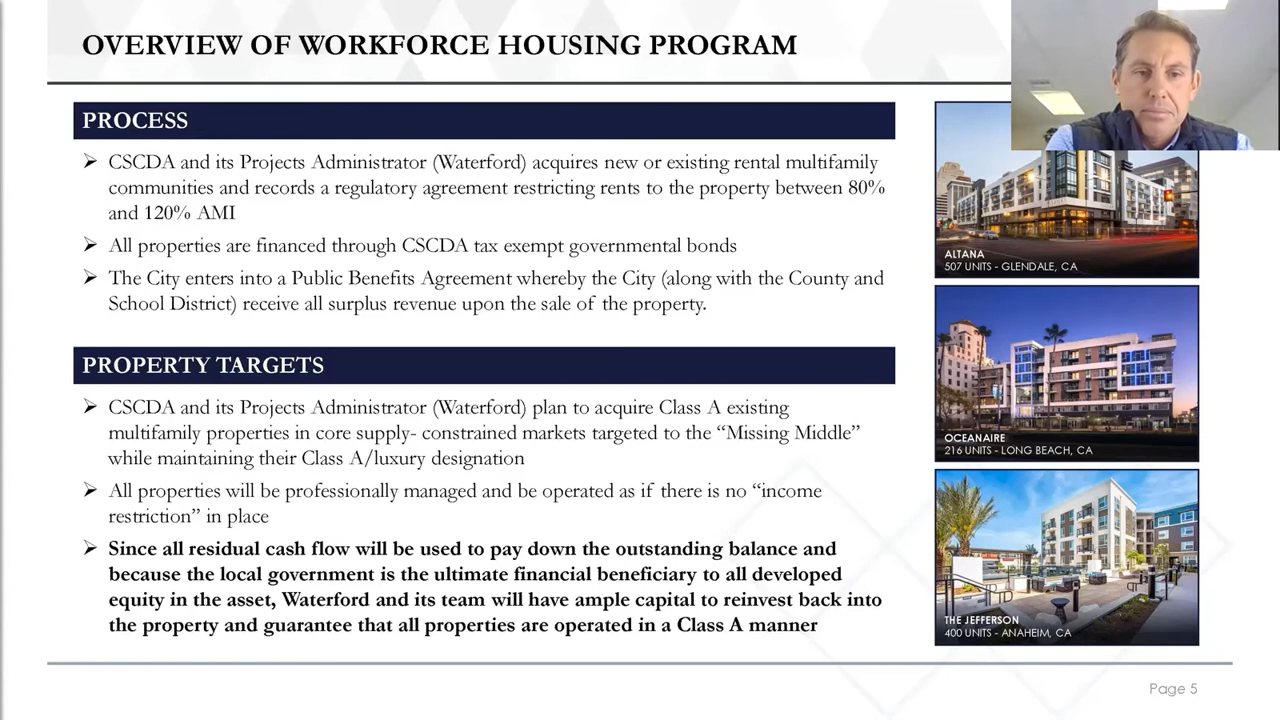 OVERVIEW OF WORKFORCE HOUSING PROGRAM
PROCESS
➢ CSCDA and its Projects Administrator (Waterford) acquires new or existing rental multifamily
communities and records a regulatory agreement restricting rents to the property between 80%
and 120% AMI
➢ All properties are financed through CSCDA tax exempt governmental bonds
➢ The City enters into a Public Benefits Agreement whereby the City (along with the County and
School District) receive all surplus revenue upon the sale of the property.
PROPERTY TARGETS
➢ CSCDA and its Projects Administrator (Waterford) plan to acquire Class A existing
multifamily properties in core supply- constrained markets targeted to the “Missing Middle”
while maintaining their Class A/luxury designation
➢ All properties will be professionally managed and be operated as if there is no “income
restriction” in place
➢ Since all residual cash flow will be used to pay down the outstanding balance and
because the local government is the ultimate financial beneficiary to all developed
equity in the asset, Waterford and its team will have ample capital to reinvest back into
the property and guarantee that all properties are operated in a Class A manner
ALTANA
507 UNITS - GLENDALE, CA
OCEANAIRE
216 UNITS - LONG BEACH, CA
THE JEFFERSON
400 UNITS - ANAHEIM, CA
Page 5